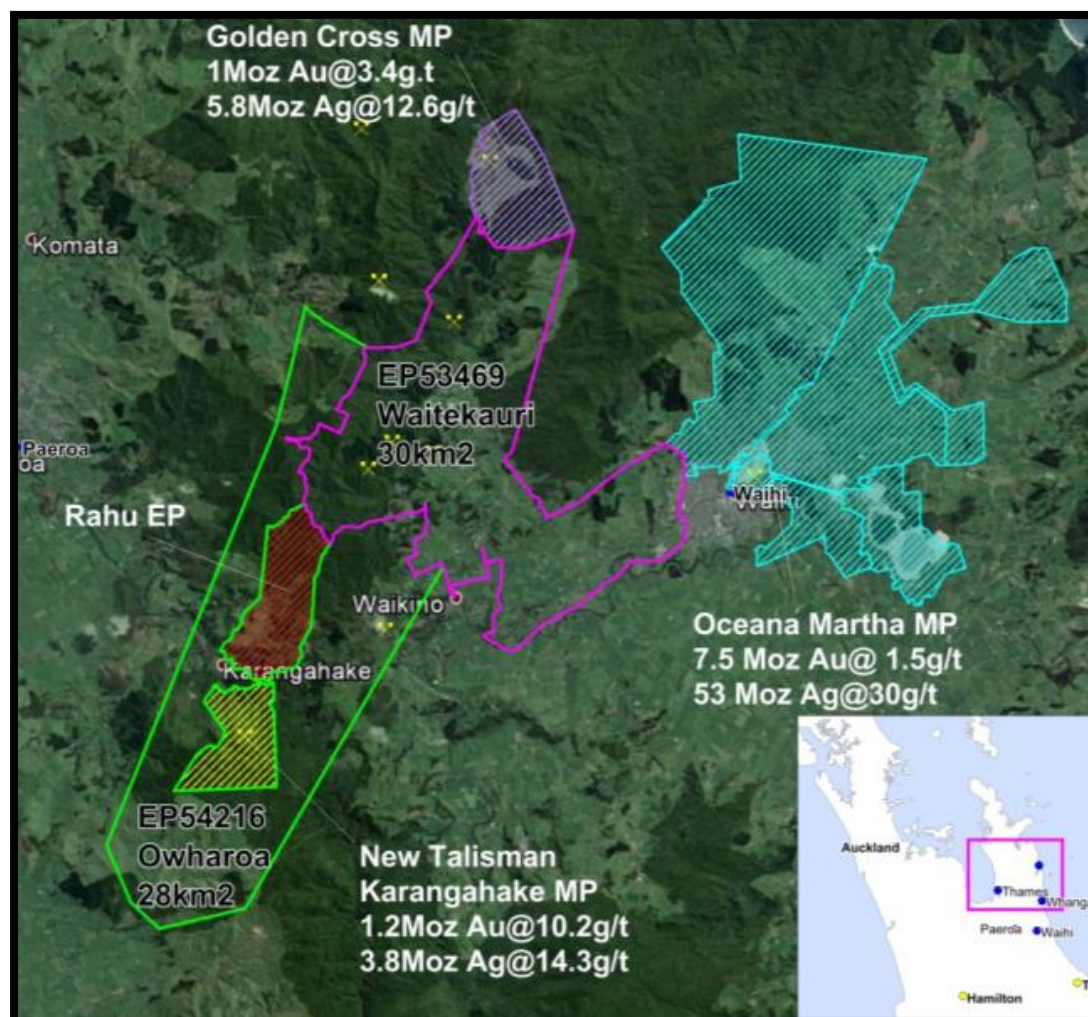 Golden Cross MP
1Moz Au@3.4g.t
5.8Moz Ag@12.6g/t
Komata
EP53469
Waitekauri
30km2
Paeroa
oa
Rahu EP
Waihi
Waikino
Karangahake
Oceana Martha MP
7.5 Moz Au@ 1.5g/t
53 Moz Ag@30g/t
EP54216
Owharoa
28km2
New Talisman
Karangahake MP
1.2Moz Au@10.2g/t
3.8Moz Ag@14.3g/t
Auckland
Thames
Whanga
Paeroa
Waihi
Hamilton
T